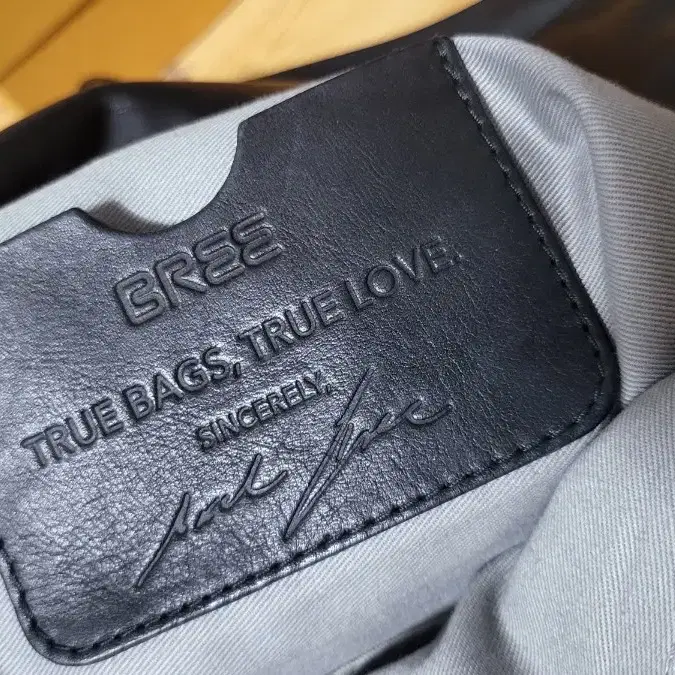 BREE
TRUE BAGS, TRUE LOVE.
SINCERELY,